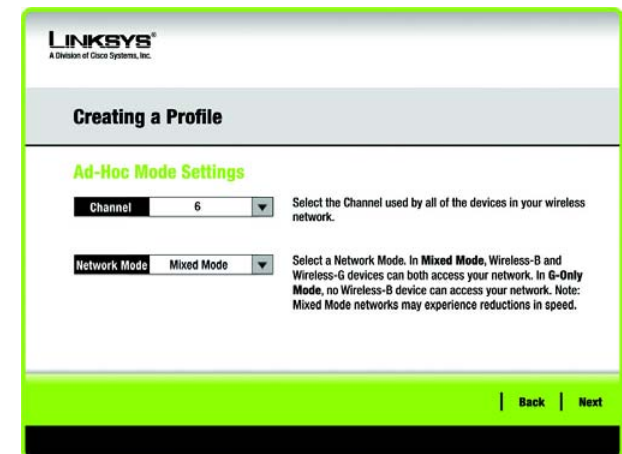 LINKSYS®
A Division of Cisco Systems, Inc.
Creating a Profile
Ad-Hoc Mode Settings
Channel 6
Select the Channel used by all of the devices in your wireless
network.
Network Mode Mixed Mode
Select a Network Mode. In Mixed Mode, Wireless-B and
Wireless-G devices can both access your network. In G-Only
Mode, no Wireless-B device can access your network. Note:
Mixed Mode networks may experience reductions in speed.
Back Next